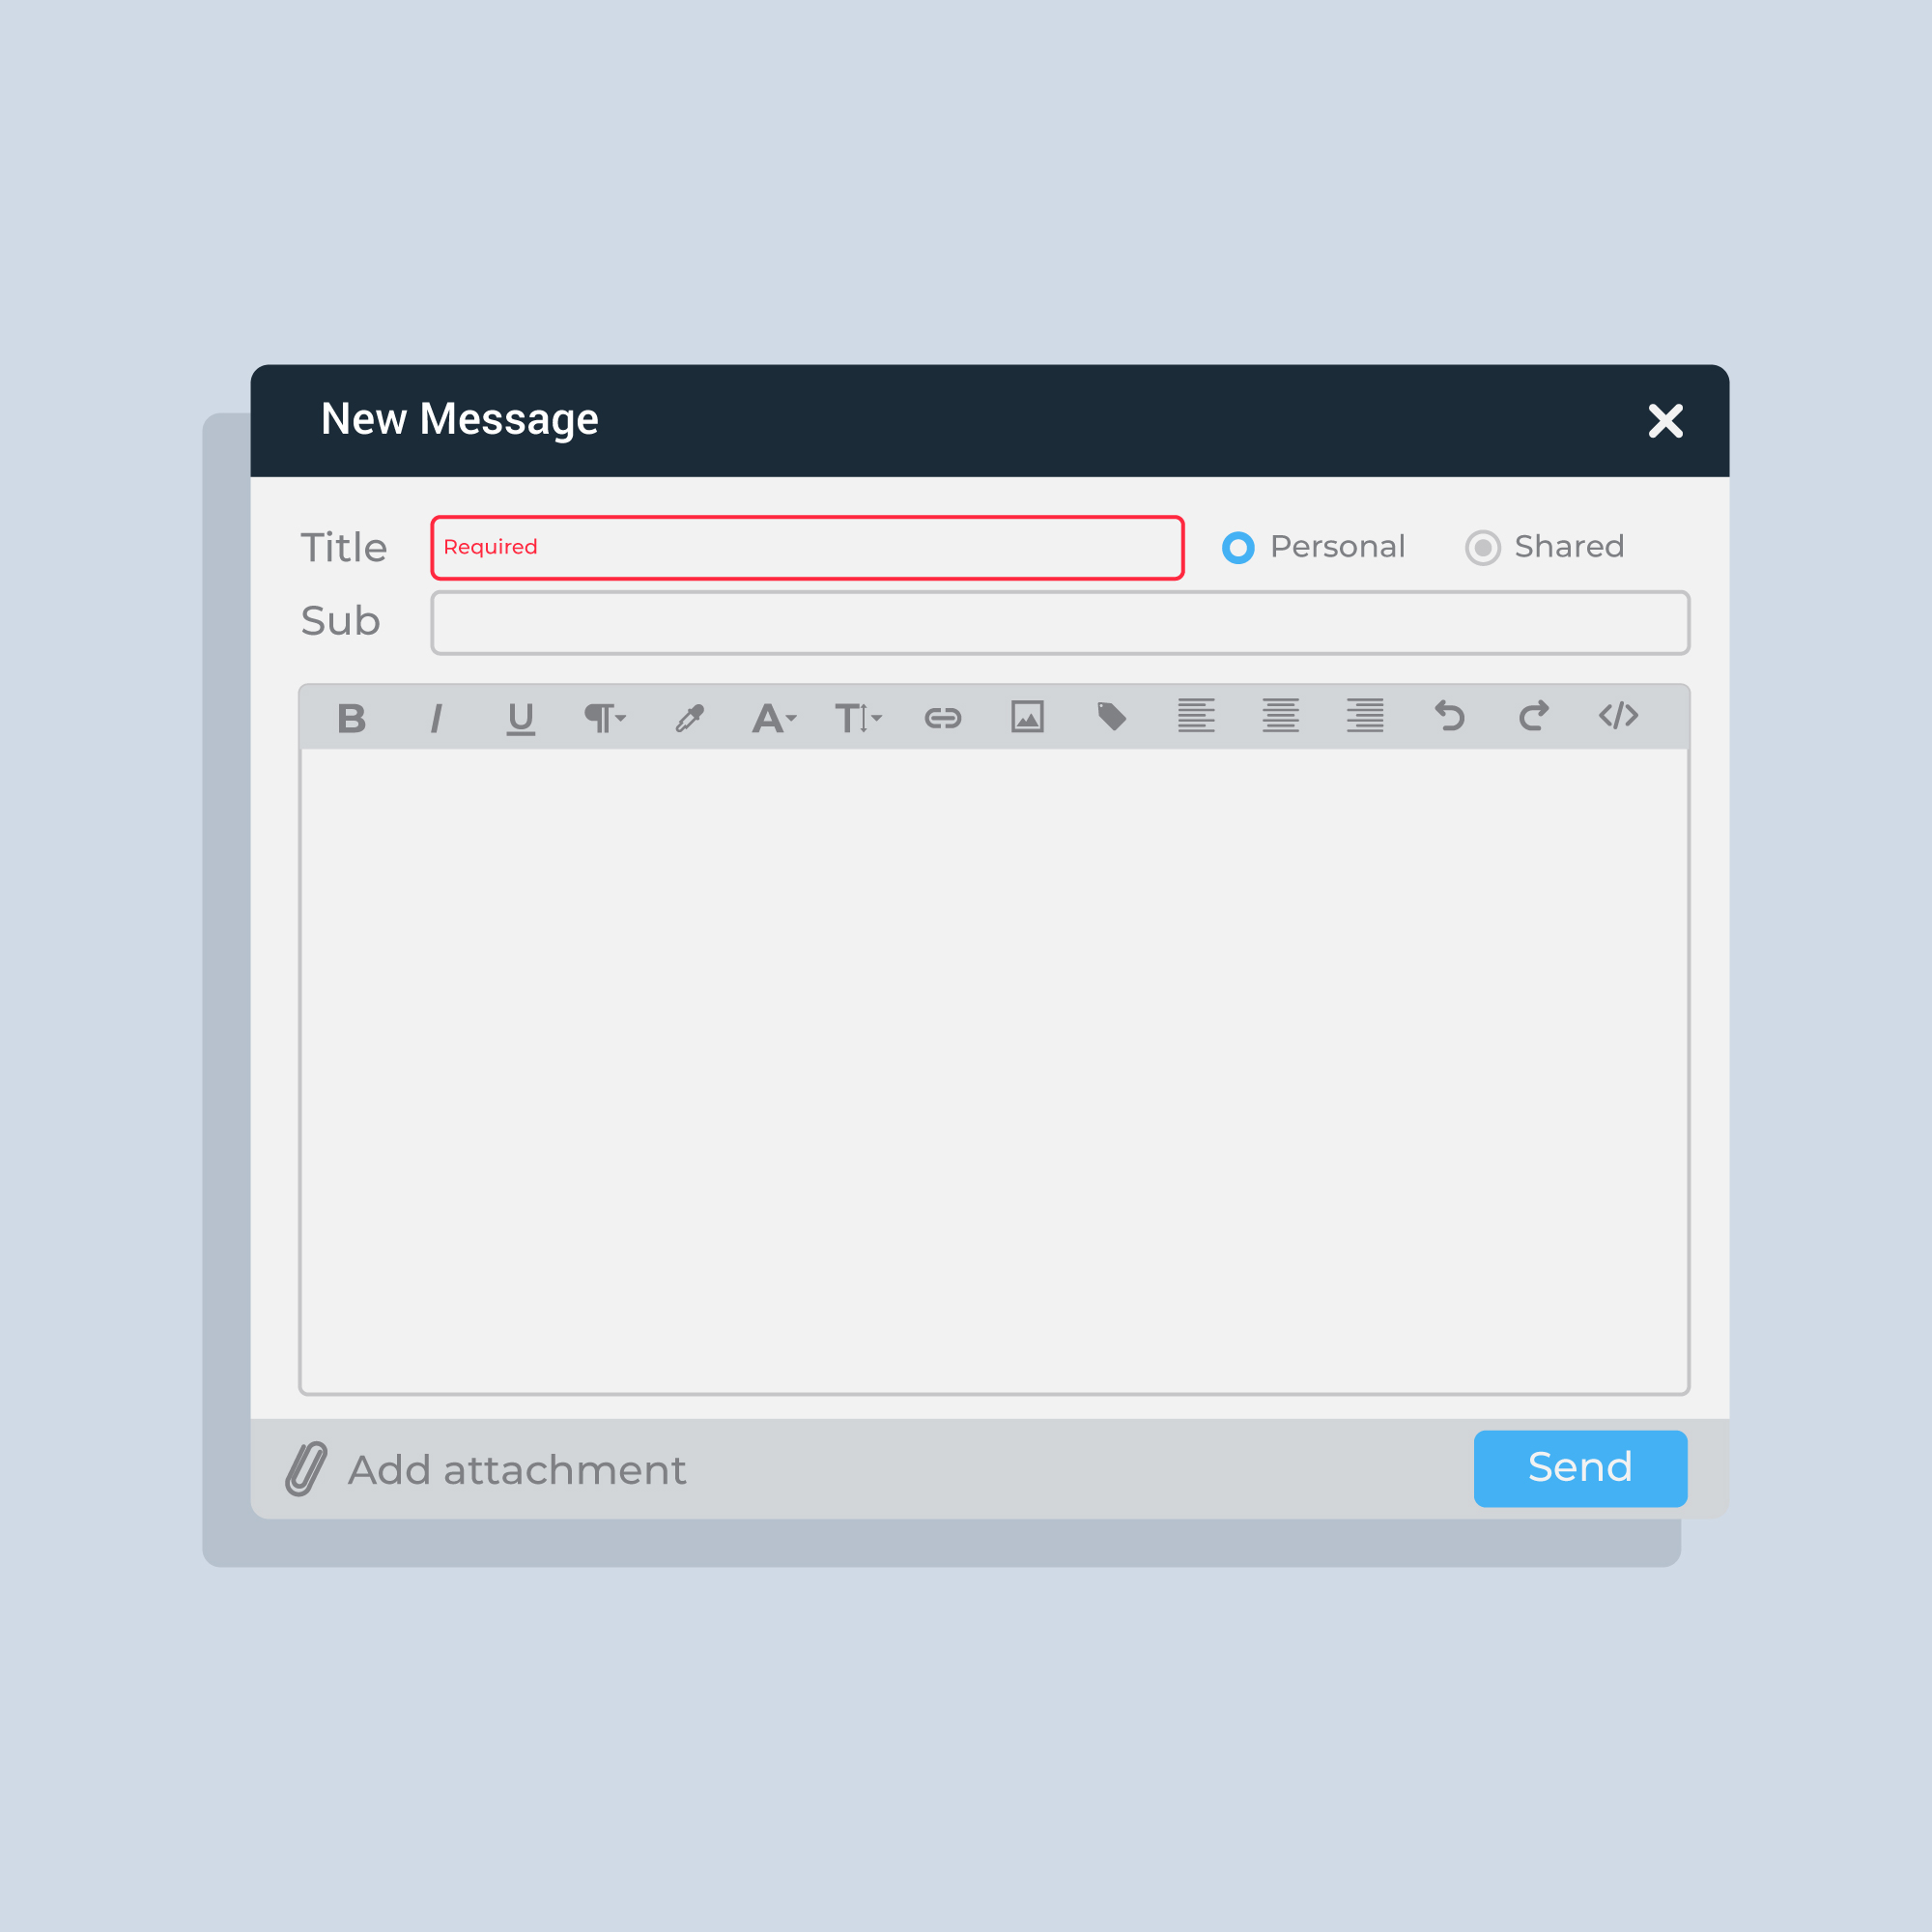 New Message
Title
Required
Personal
Shared
Sub
B I U ¶ A T </>
Add attachment
Send